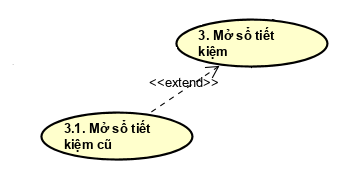 3. Mở sổ tiết
kiệm
<<extend>>
3.1. Mở sổ tiết
kiệm cũ